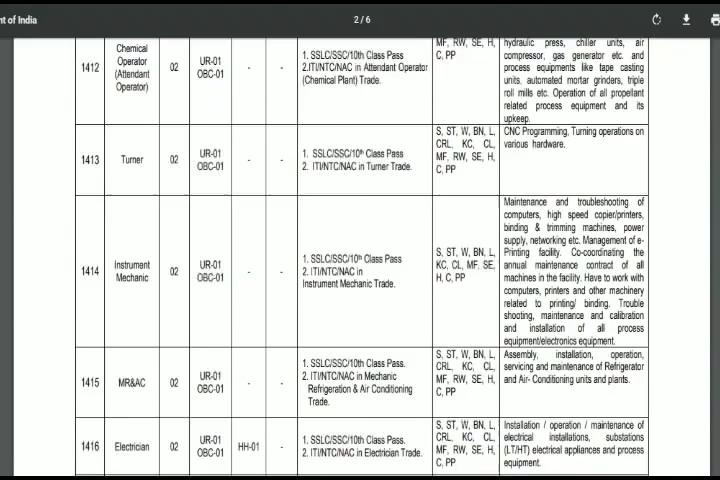 nt of India
2 / 6
1412
Chemical
Operator
(Attendant
Operator)
02
UR-01
OBC-01
-
-
1. SSLC/SSC/10th Class Pass
2.ITI/NTC/NAC in Attendant Operator
(Chemical Plant) Trade.
MF, RW, SE, H,
C, PP
hydraulic press, chiller units, air
compressor, gas generator etc. and
process equipments like tape casting
units, automated mortar grinders, triple
roll mills etc. Operation of all propellant
related process equipment and its
upkeep.
1413
Turner
02
UR-01
OBC-01
-
-
1. SSLC/SSC/10th Class Pass
2. ITI/NTC/NAC in Turner Trade.
S, ST, W, BN, L,
CRL, KC, CL,
MF, RW, SE, H,
C, PP
CNC Programming, Turning operations on
various hardware.
1414
Instrument
Mechanic
02
UR-01
OBC-01
-
-
1. SSLC/SSC/10th Class Pass
2. ITI/NTC/NAC in
Instrument Mechanic Trade.
S, ST, W, BN, L,
KC, CL, MF, SE,
H, C, PP
Maintenance and troubleshooting of
computers, high speed copier/printers,
binding & trimming machines, power
supply, networking etc. Management of e-
Printing facility. Co-coordinating the
annual maintenance contract of all
machines in the facility. Have to work with
computers, printers and other machinery
related to printing/ binding. Trouble
shooting, maintenance and calibration
and installation of all process
equipment/electronics equipment.
1415
MR&AC
02
UR-01
OBC-01
-
-
1. SSLC/SSC/10th Class Pass.
2. ITI/NTC/NAC in Mechanic
Refrigeration & Air Conditioning
Trade.
S, ST, W, BN, L,
CRL, KC, CL,
MF, RW, SE, H,
C, PP
Assembly, installation, operation,
servicing and maintenance of Refrigerator
and Air- Conditioning units and plants.
1416
Electrician
02
UR-01
OBC-01
HH-01
-
1. SSLC/SSC/10th Class Pass.
2. ITI/NTC/NAC in Electrician Trade.
S, ST, W, BN, L,
CRL, KC, CL,
MF, RW, SE, H,
C, PP
Installation / operation / maintenance of
electrical installations, substations
(LT/HT) electrical appliances and process
equipment.